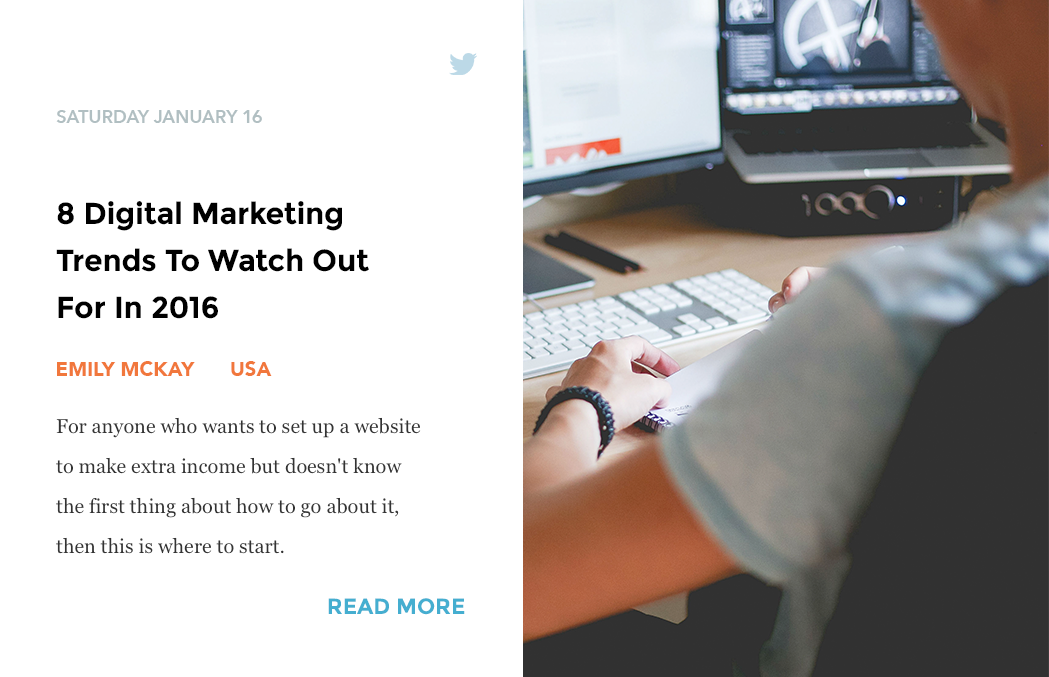 SATURDAY JANUARY 16
8 Digital Marketing
Trends To Watch Out
For In 2016
EMILY MCKAY USA
For anyone who wants to set up a website
to make extra income but doesn't know
the first thing about how to go about it,
then this is where to start.
READ MORE